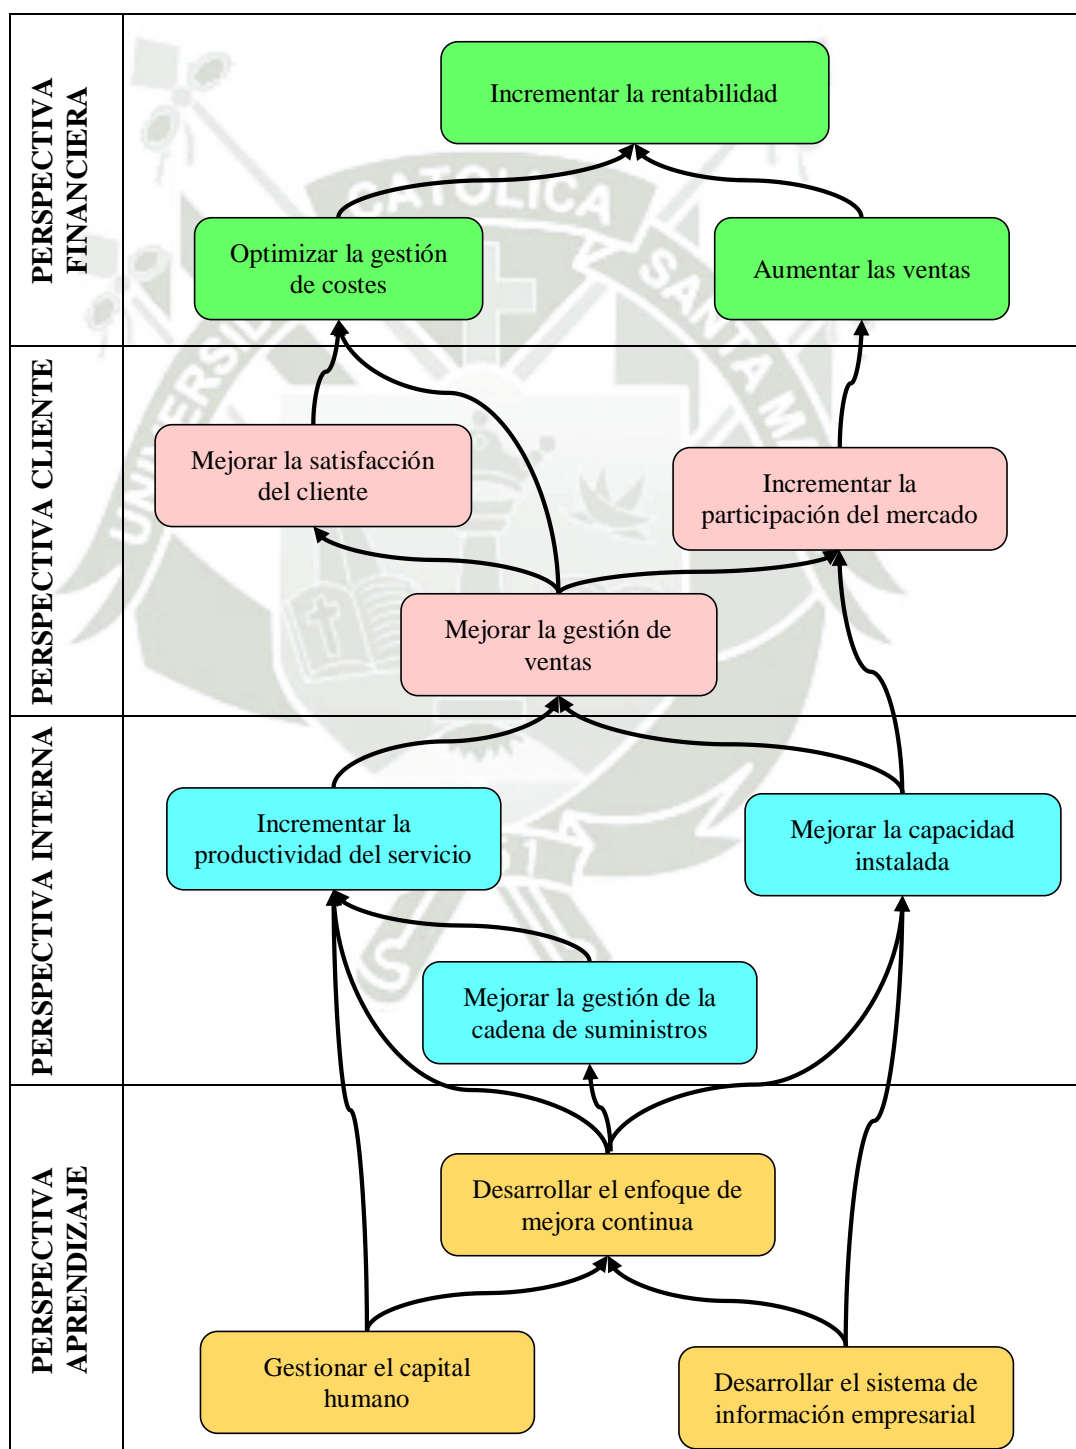 PERSPECTIVA
FINANCIERA
Incrementar la rentabilidad
Optimizar la gestión
de costes
Aumentar las ventas
PERSPECTIVA CLIENTE
Mejorar la satisfacción
del cliente
Incrementar la
participación del mercado
Mejorar la gestión de
ventas
PERSPECTIVA INTERNA
Incrementar la
productividad del servicio
Mejorar la capacidad
instalada
Mejorar la gestión de la
cadena de suministros
PERSPECTIVA
APRENDIZAJE
Desarrollar el enfoque de
mejora continua
Gestionar el capital
humano
Desarrollar el sistema de
información empresarial
CATOLICA